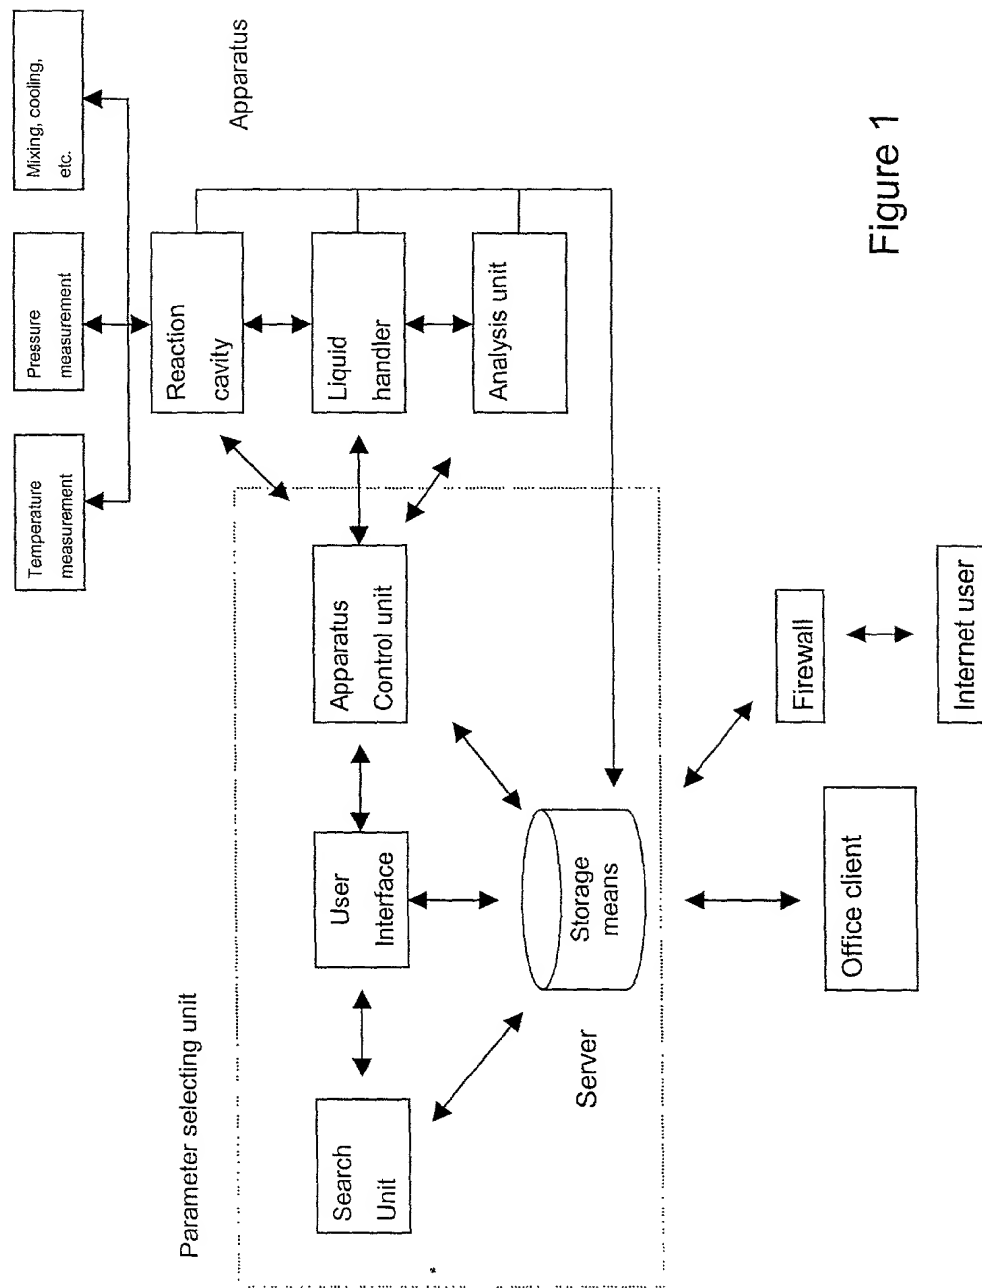 Parameter selecting unit
Search
Unit
User
Interface
Apparatus
Control unit
Storage
means
Server
Office client
Firewall
Internet user
Temperature
measurement
Pressure
measurement
Mixing, cooling,
etc.
Reaction
cavity
Liquid
handler
Analysis unit
Apparatus
Figure 1